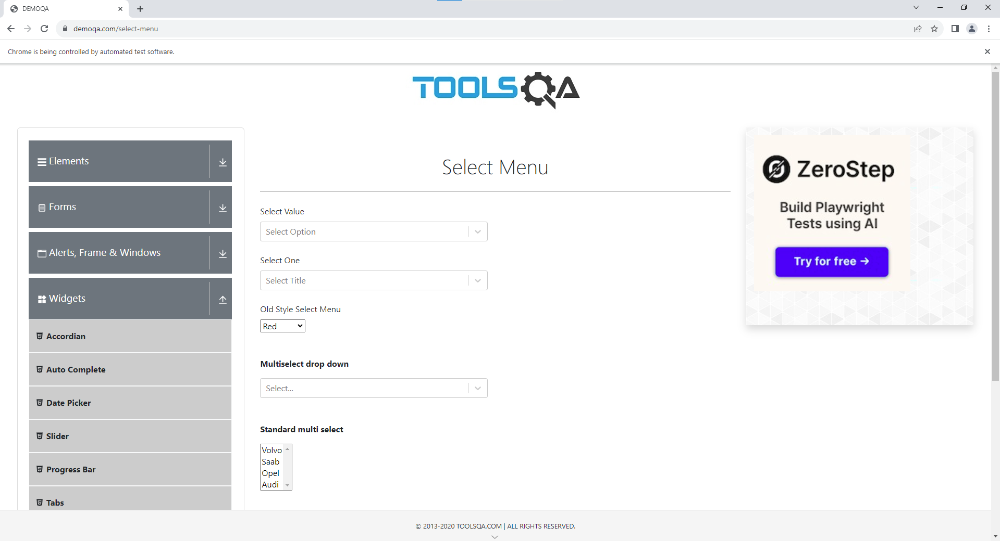 DEMOQA
demoqa.com/select-menu
Chrome is being controlled by automated test software.
TOOLSQA
Elements
Forms
Alerts, Frame & Windows
Widgets
Accordian
Auto Complete
Date Picker
Slider
Progress Bar
Tabs
Select Menu
Select Value
Select Option
Select One
Select Title
Old Style Select Menu
Red
Multiselect drop down
Select...
Standard multi select
Volvo
Saab
Opel
Audi
ZeroStep
Build Playwright
Tests using AI
Try for free →
© 2013-2020 TOOLSQA.COM | ALL RIGHTS RESERVED.